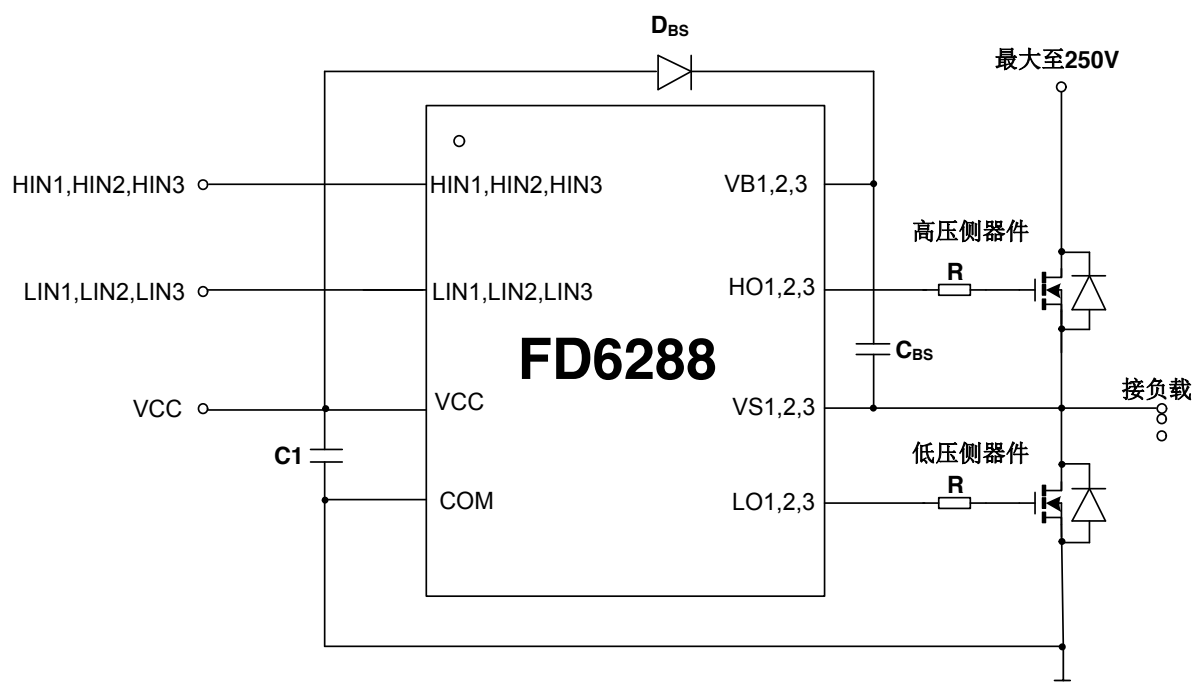 DBS
最大至250V
HIN1,HIN2,HIN3
HIN1,HIN2,HIN3
VB1,2,3
高压侧器件
R
LIN1,LIN2,LIN3
LIN1,LIN2,LIN3
HO1,2,3
FD6288
CBS
VCC
VCC
VS1,2,3
接负载
C1
低压侧器件
R
COM
LO1,2,3